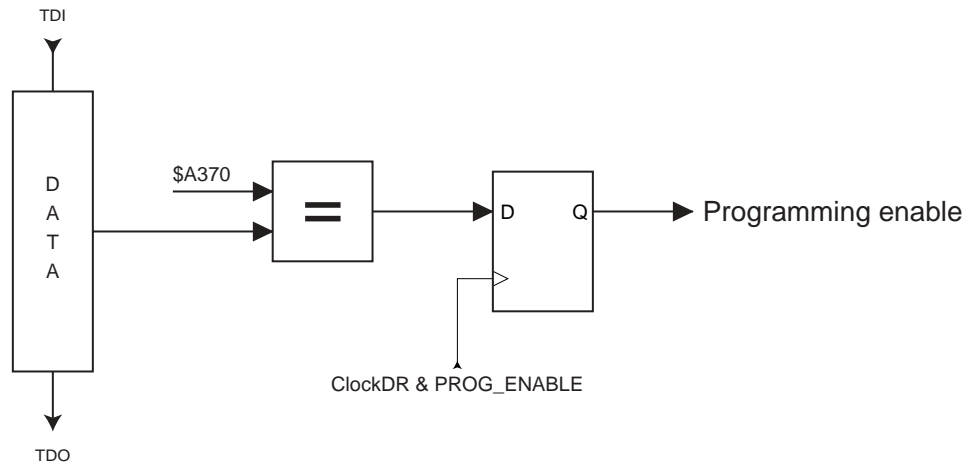 TDI
D
A
T
A
$A370
=
D
Q
Programming enable
ClockDR & PROG_ENABLE
TDO